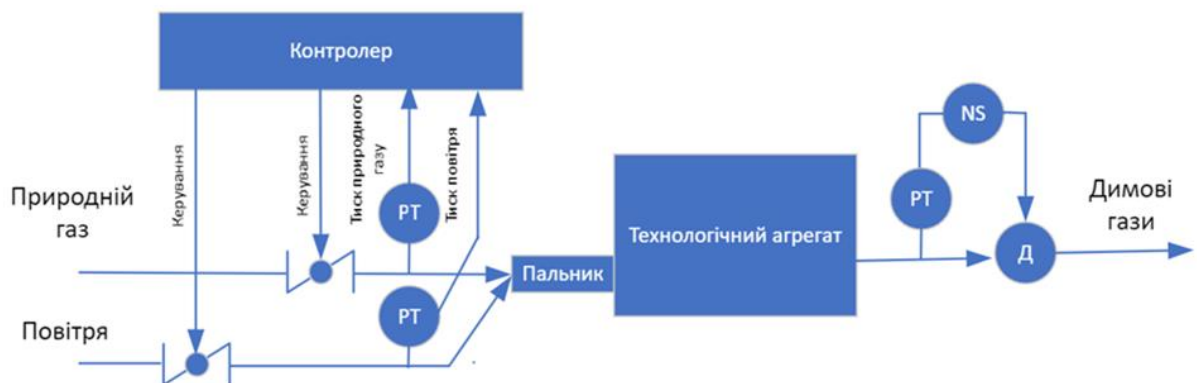 Контролер
Керування
Керування
Тиск природного
газу
Тиск повітря
NS
Природній
газ
PT
PT
Димові
гази
Технологічний агрегат
Пальник
Д
PT
Повітря